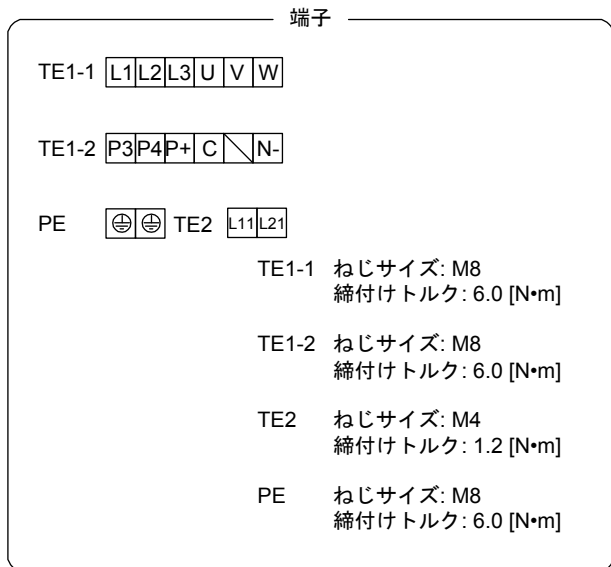 端子
TE1-1 L1 L2 L3 U V W
TE1-2 P3 P4 P+ C N-
PE TE2 L11 L21
TE1-1 ねじサイズ: M8
締付けトルク: 6.0 [N•m]
TE1-2 ねじサイズ: M8
締付けトルク: 6.0 [N•m]
TE2 ねじサイズ: M4
締付けトルク: 1.2 [N•m]
PE ねじサイズ: M8
締付けトルク: 6.0 [N•m]